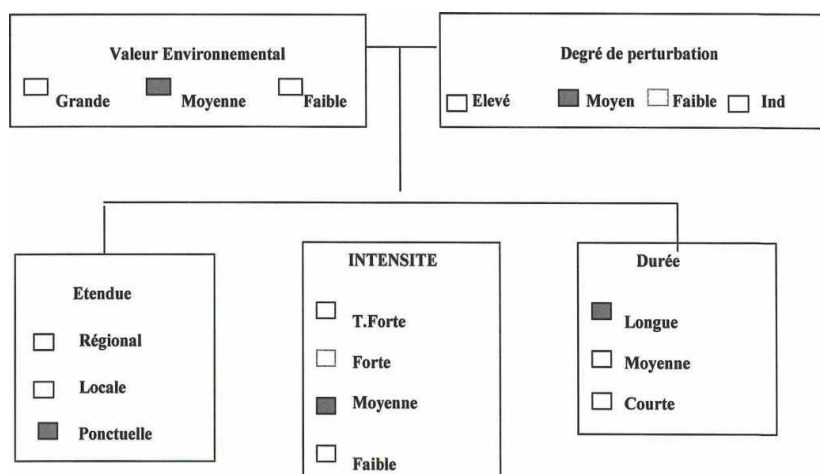 Valeur Environnemental
Grande Moyenne Faible
Degré de perturbation
Elevé Moyen Faible Ind
Etendue
Régional
Locale
Ponctuelle
INTENSITE
T.Forte
Forte
Moyenne
Faible
Durée
Longue
Moyenne
Courte